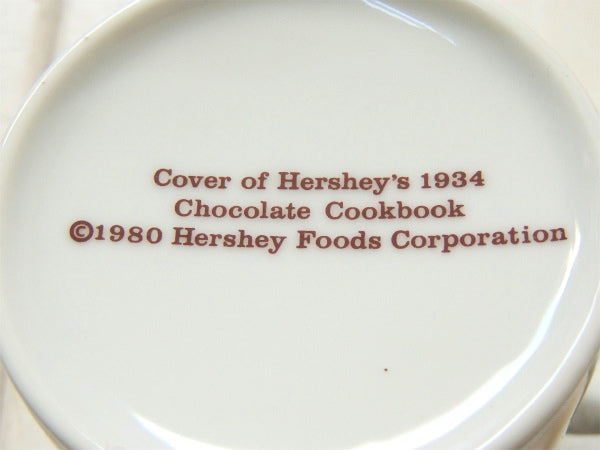 Cover of Hershey's 1934
Chocolate Cookbook
©1980 Hershey Foods Corporation